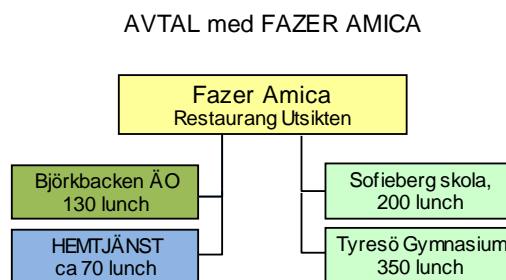 AVTAL med FAZER AMICA
Fazer Amica
Restaurang Utsikten
Björkbacken ÄO
130 lunch
HEMTJÄNST
ca 70 lunch
Sofieberg skola,
200 lunch
Tyresö Gymnasium
350 lunch